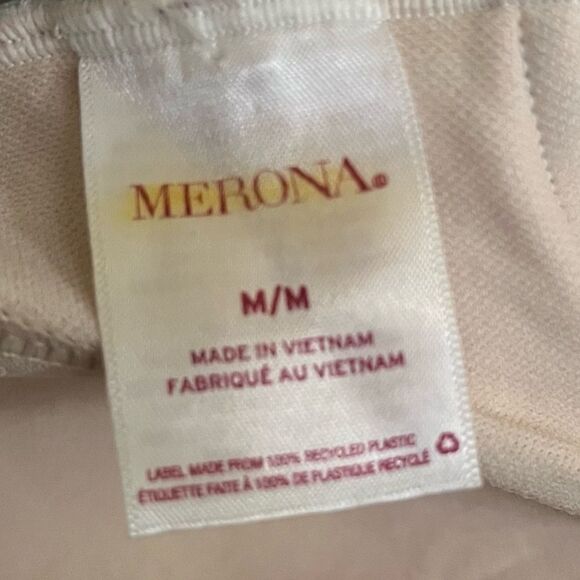 MERONA®
M/M
MADE IN VIETNAM
FABRIQUÉ AU VIETNAM
LABEL MADE FROM 100% RECYCLED PLASTIC
ÉTIQUETTE FAITE À 100% DE PLASTIQUE RECYCLÉ